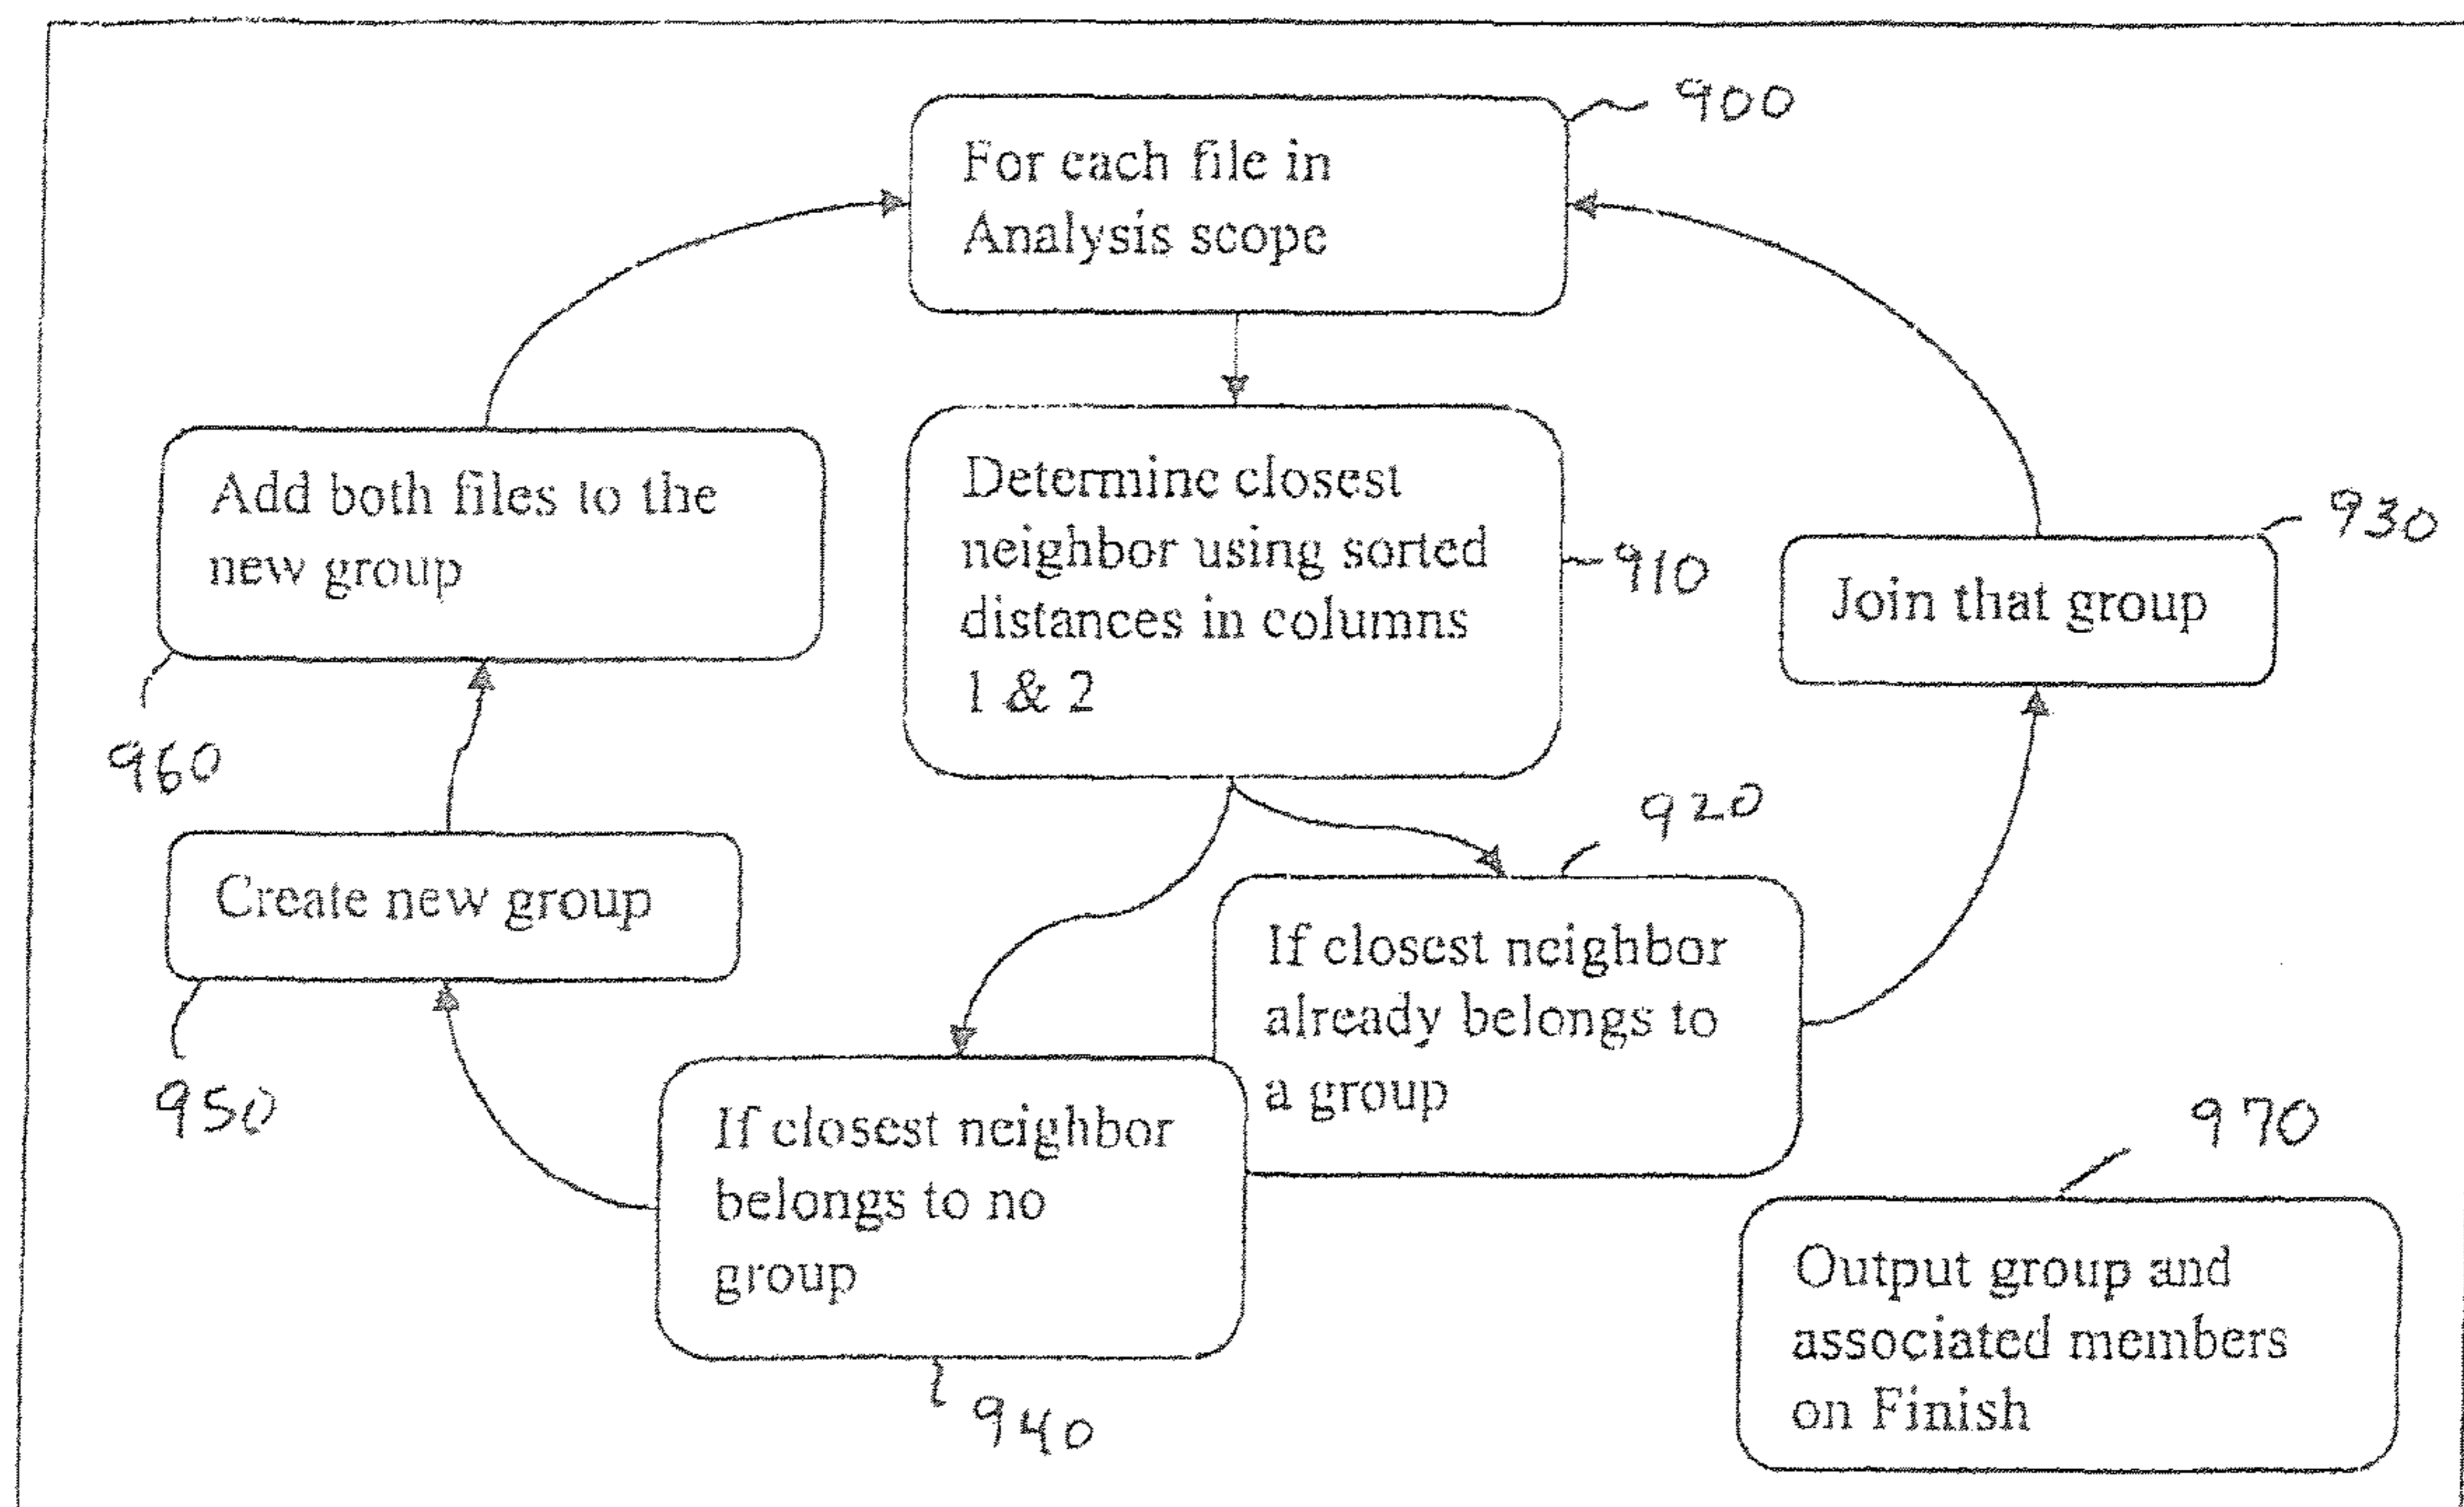 900
For each file in
Analysis scope
Add both files to the
new group
960
Determine closest
neighbor using sorted
distances in columns
1 & 2
910
930
Join that group
920
If closest neighbor
already belongs to
a group
Create new group
950
If closest neighbor
belongs to no
group
940
970
Output group and
associated members
on Finish